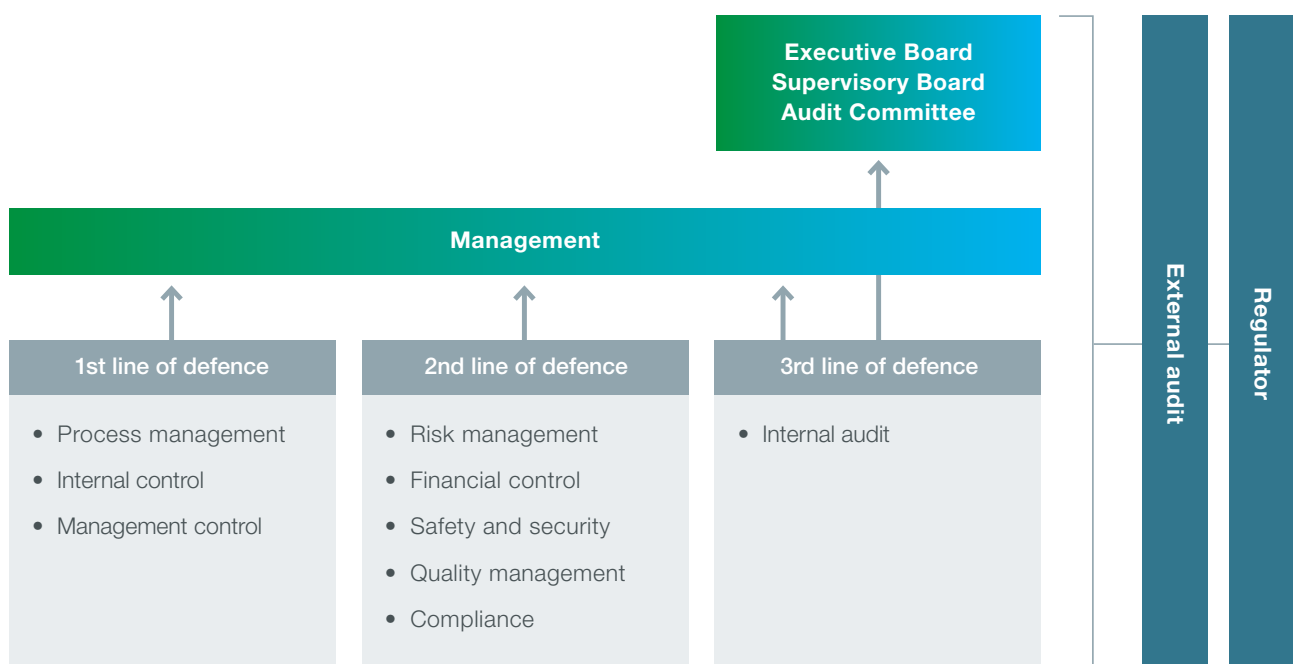 Executive Board
Supervisory Board
Audit Committee
Management
1st line of defence
• Process management
• Internal control
• Management control
2nd line of defence
• Risk management
• Financial control
• Safety and security
• Quality management
• Compliance
3rd line of defence
• Internal audit
External audit
Regulator